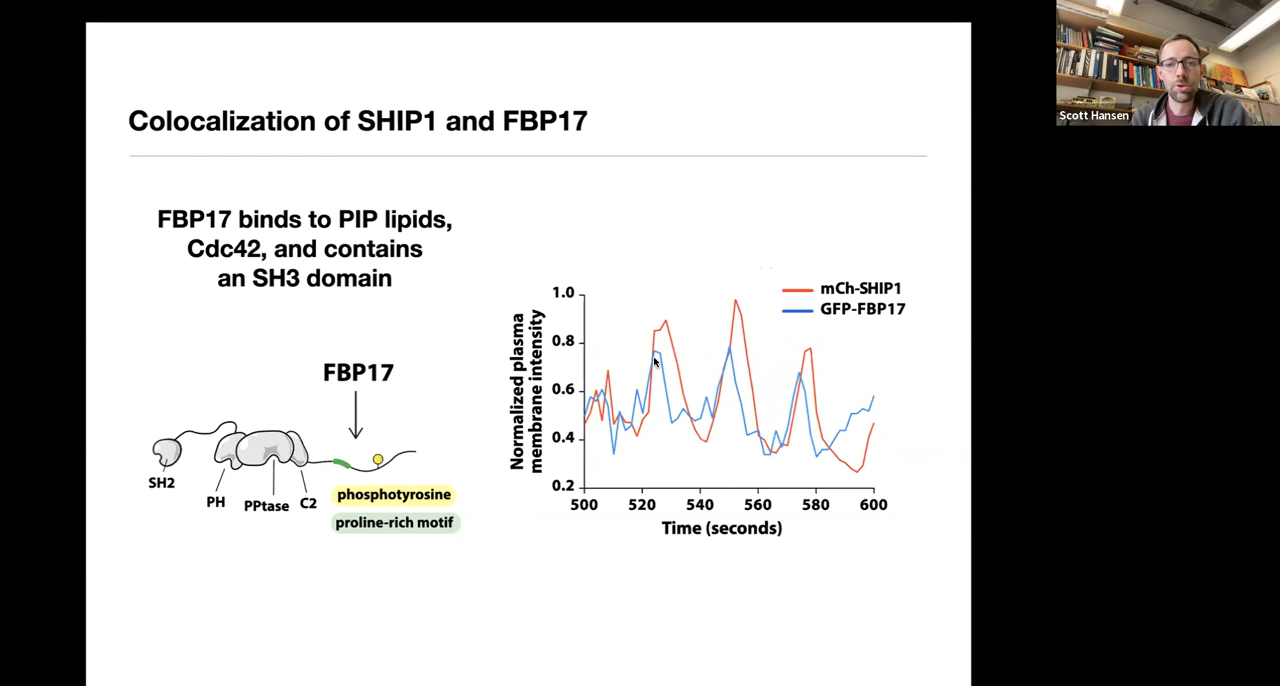 Colocalization of SHIP1 and FBP17
FBP17 binds to PIP lipids,
Cdc42, and contains
an SH3 domain
FBP17
SH2
PH
PPtase
C2
phosphotyrosine
proline-rich motif
mCh-SHIP1
GFP-FBP17
Normalized plasma
membrane intensity
1.0
0.8
0.6
0.4
0.2
500
520
540
560
580
600
Time (seconds)
Scott Hansen